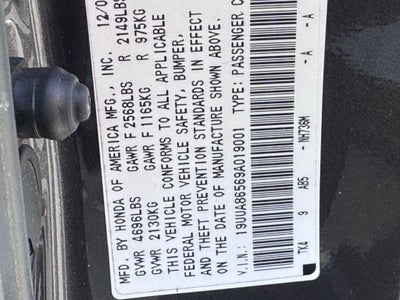 MFD. BY HONDA OF AMERICA MFG., INC. 12/0
GVWR 4696LBS GAWR F 2568LBS R 2149LBS
GVWR 2130KG GAWR F 1165KG R 975KG
THIS VEHICLE CONFORMS TO ALL APPLICABLE
FEDERAL MOTOR VEHICLE SAFETY, BUMPER,
AND THEFT PREVENTION STANDARDS IN EFFECT
ON THE DATE OF MANUFACTURE SHOWN ABOVE.
V.I.N.: 19UUA86569A019001 TYPE: PASSENGER C
TK4 9 A85 NH736M - A - A